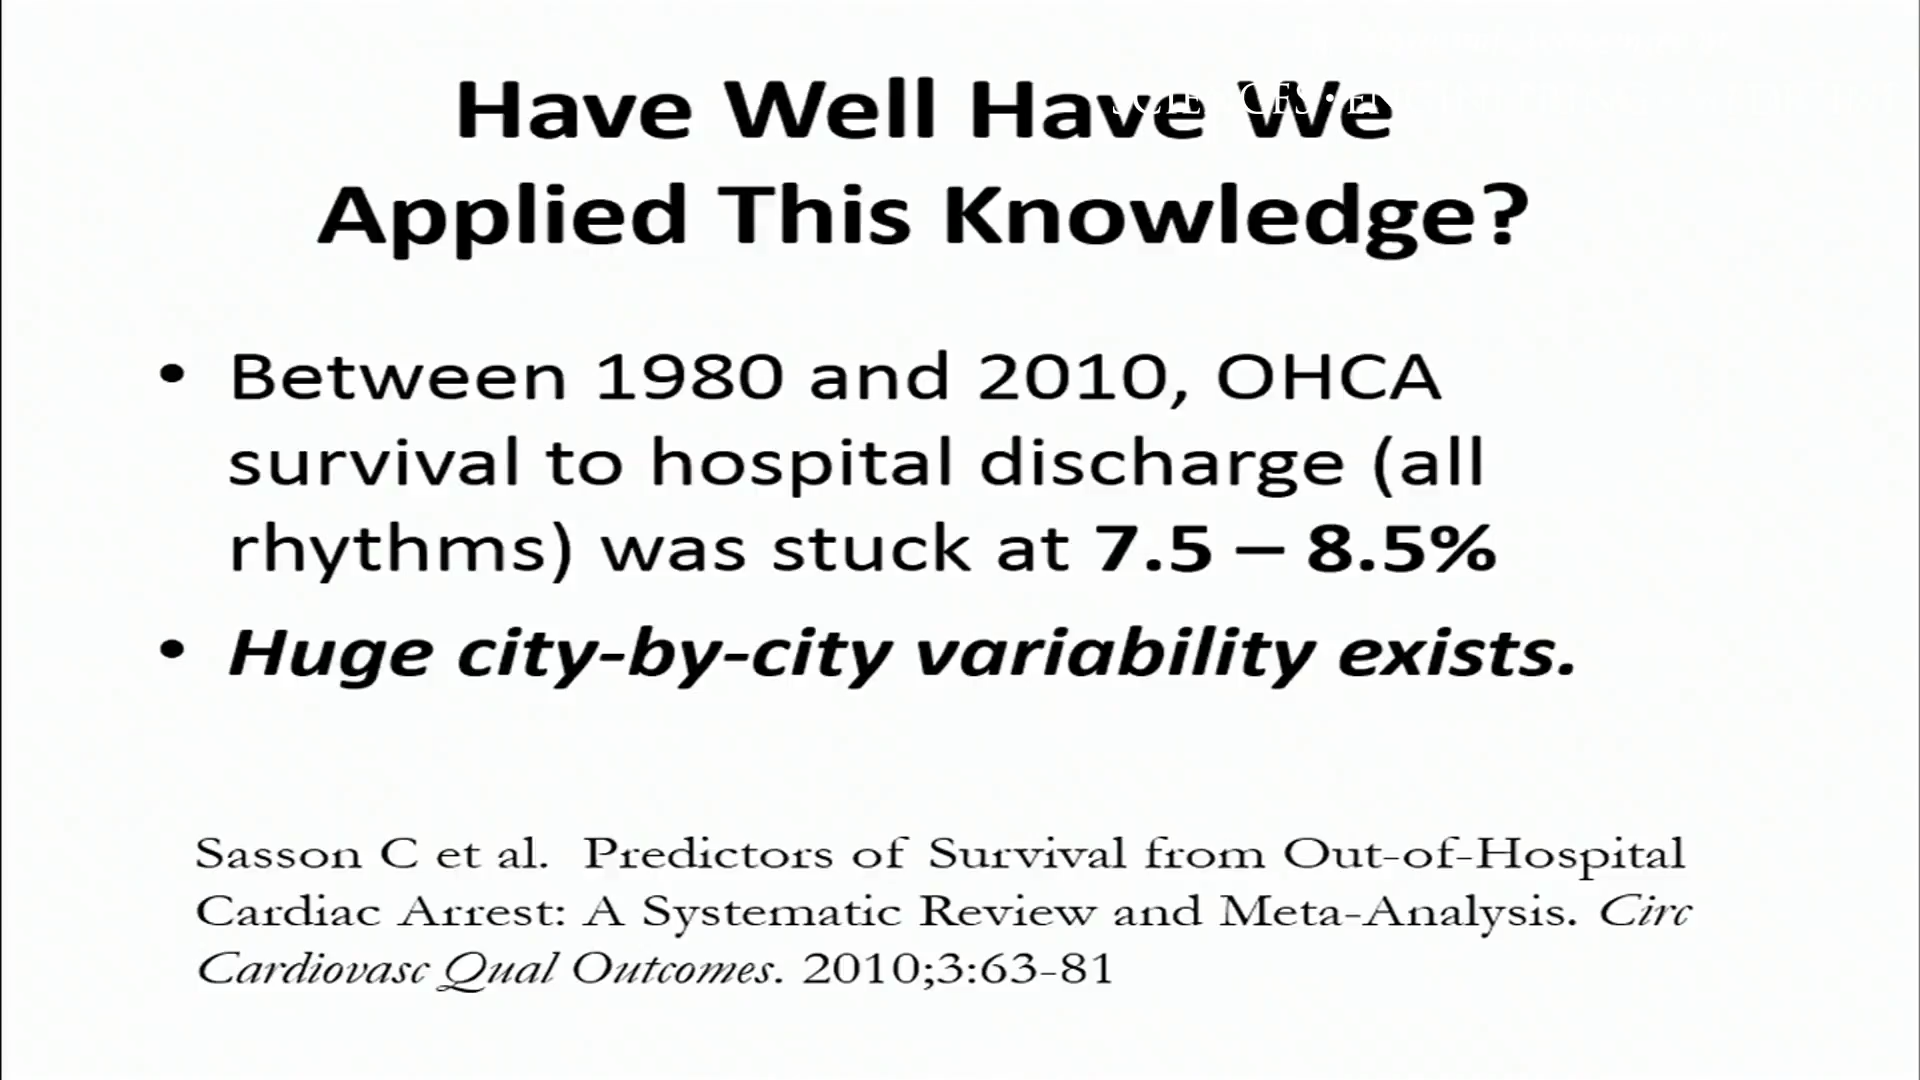 Have Well Have We
Applied This Knowledge?
• Between 1980 and 2010, OHCA
survival to hospital discharge (all
rhythms) was stuck at 7.5 – 8.5%
• Huge city-by-city variability exists.
Sasson C et al. Predictors of Survival from Out-of-Hospital
Cardiac Arrest: A Systematic Review and Meta-Analysis. Circ
Cardiovasc Qual Outcomes. 2010;3:63-81